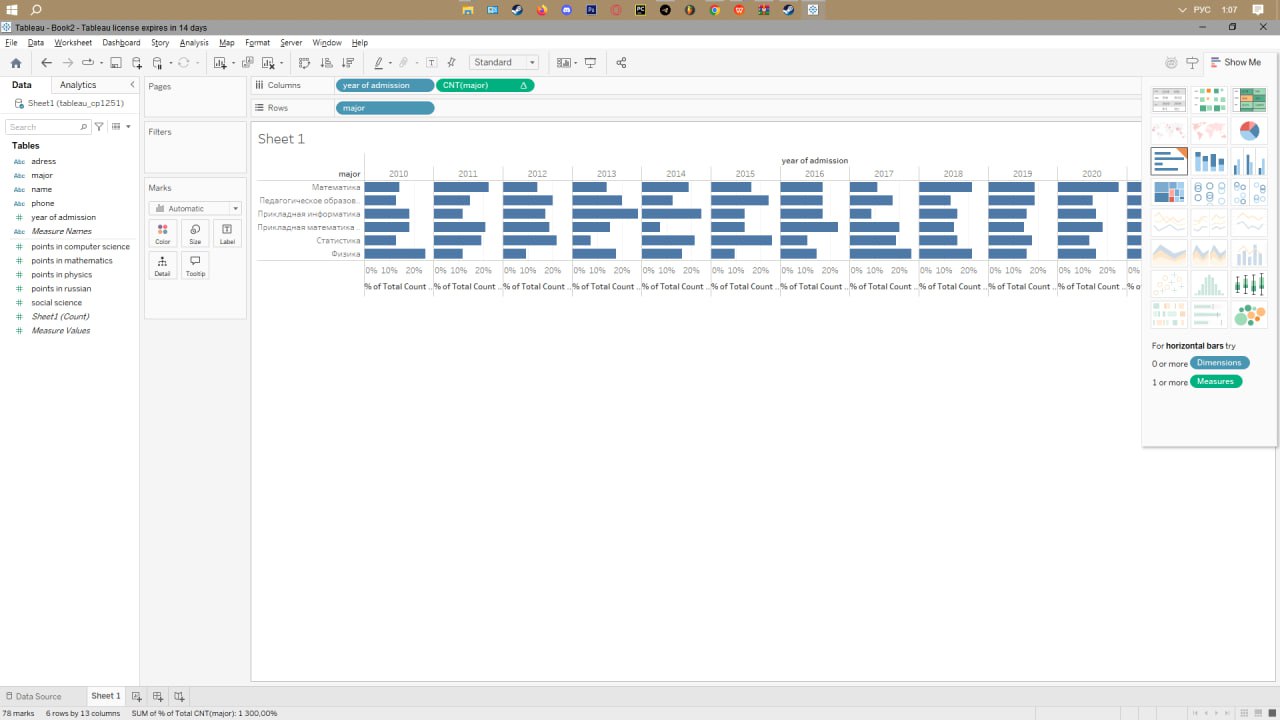 РУС
1:07
Tableau - Book2 - Tableau license expires in 14 days
File Data Worksheet Dashboard Story Analysis Map Format Server Window Help
Standard
Show Me
Data Analytics
Sheet1 (tableau_cp1251)
Search
Tables
Abc adress
Abc major
Abc name
Abc phone
# year of admission
Abc Measure Names
# points in computer science
# points in mathematics
# points in physics
# points in russian
# social science
# Sheet1 (Count)
# Measure Values
Pages
Filters
Marks
Automatic
Color Size Label
Detail Tooltip
Columns year of admission CNT(major) Δ
Rows major
Sheet 1
year of admission
major 2010 2011 2012 2013 2014 2015 2016 2017 2018 2019 2020
Математика
Педагогическое образов..
Прикладная информатика
Прикладная математика ..
Статистика
Физика
0% 10% 20% 0% 10% 20% 0% 10% 20% 0% 10% 20% 0% 10% 20% 0% 10% 20% 0% 10% 20% 0% 10% 20% 0% 10% 20% 0% 10% 20% 0% 10% 20% 0%
% of Total Count .. % of Total Count .. % of Total Count .. % of Total Count .. % of Total Count .. % of Total Count .. % of Total Count .. % of Total Count .. % of Total Count .. % of Total Count .. % of Total Count .. % o
For horizontal bars try
0 or more Dimensions
1 or more Measures
Data Source Sheet 1
78 marks 6 rows by 13 columns SUM of % of Total CNT(major): 1 300,00%